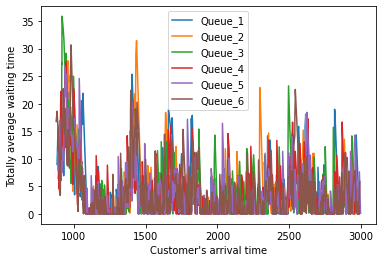 35
30
25
20
15
10
5
0
Totally average waiting time
Queue_1
Queue_2
Queue_3
Queue_4
Queue_5
Queue_6
1000 1500 2000 2500 3000
Customer's arrival time